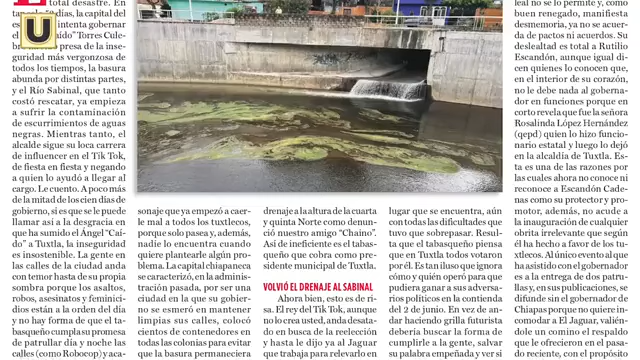 total desastre. En
días, la capital del
intenta gobernar
Torres Cule-
presa de la inse-
guridad más vergonzosa de
todos los tiempos, la basura
abunda por distintas partes,
y el Río Sabinal, que tanto
costó rescatar, ya empieza
a sufrir la contaminación
de escurrimientos de aguas
negras. Mientras tanto, el
alcalde sigue su loca carrera
de influencer en el Tik Tok,
de fiesta en fiesta y negando
a quien lo ayudó a llegar al
cargo. Le cuento. A poco más
de la mitad de los cien días de
gobierno, si es que se le puede
llamar así a la desgracia en
que ha sumido el Ángel “Caí-
do” a Tuxtla, la inseguridad
es insostenible. La gente en
las calles de la ciudad anda
con temor hasta de su propia
sombra porque los asaltos,
robos, asesinatos y feminici-
dios están a la orden del día
y no hay forma de que el ta-
basqueño cumpla su promesa
de patrullar día y noche las
calles (como Robocop) y aca-
U
sonaje que ya empezó a caer-
le mal a todos los tuxtlecos,
porque solo pasea y, además,
nadie lo encuentra cuando
quiere plantearle algún pro-
blema. La capital chiapaneca
se caracterizó, en la adminis-
tración pasada, por ser una
ciudad en la que su gobier-
no se esmeró en mantener
limpias sus calles, colocó
cientos de contenedores en
todas las colonias para evitar
que la basura permaneciera
drenaje a la altura de la cuarta
y quinta Norte como denun-
ció nuestro amigo “Chaino”.
Así de ineficiente es el tabas-
queño que cobra como pre-
sidente municipal de Tuxtla.
VOLVIÓ EL DRENAJE AL SABINAL
Ahora bien, esto es de ri-
sa. El rey del Tik Tok, aunque
no lo crea usted, anda desata-
do en busca de la reelección
y hasta le dijo ya al Jaguar
que trabaja para relevarlo en
lugar que se encuentra, aún
con todas las dificultades que
tuvo que sobrepasar. Resul-
ta que el tabasqueño piensa
que en Tuxtla todos votaron
por él. Es tan iluso que ignora
cómo y quién operó para que
pudiera ganar a sus adversa-
rios políticos en la contienda
del 2 de junio. En vez de an-
dar haciendo grilla futurista
debería buscar la forma de
cumplirle a la gente, salvar
su palabra empeñada y ver si
leal no se lo permite y, como
buen renegado, manifiesta
desmemoria, ya no se acuer-
da de pactos ni acuerdos. Su
deslealtad es total a Rutilio
Escandón, aunque igual di-
cen quienes lo conocen que,
en el interior de su corazón,
no le debe nada al goberna-
dor en funciones porque en
corto revela que fue la señora
Rosalinda López Hernández
(qepd) quien lo hizo funcio-
nario estatal y luego lo dejó
en la alcaldía de Tuxtla. Es-
ta es una de las razones por
las cuales ahora no conoce ni
reconoce a Escandón Cade-
nas como su protector y pro-
motor, además, no acude a
la inauguración de cualquier
obrita irrelevante que según
él ha hecho a favor de los tux-
tlecos. Al único evento al que
ha asistido con el gobernador
es a la entrega de dos patru-
llas y, en sus publicaciones, se
difunde sin el gobernador de
Chiapas porque no quiere in-
comodar a El Jaguar, valién-
dole un comino el respaldo
que le ofrecieron en el pasa-
do reciente, con el propósito